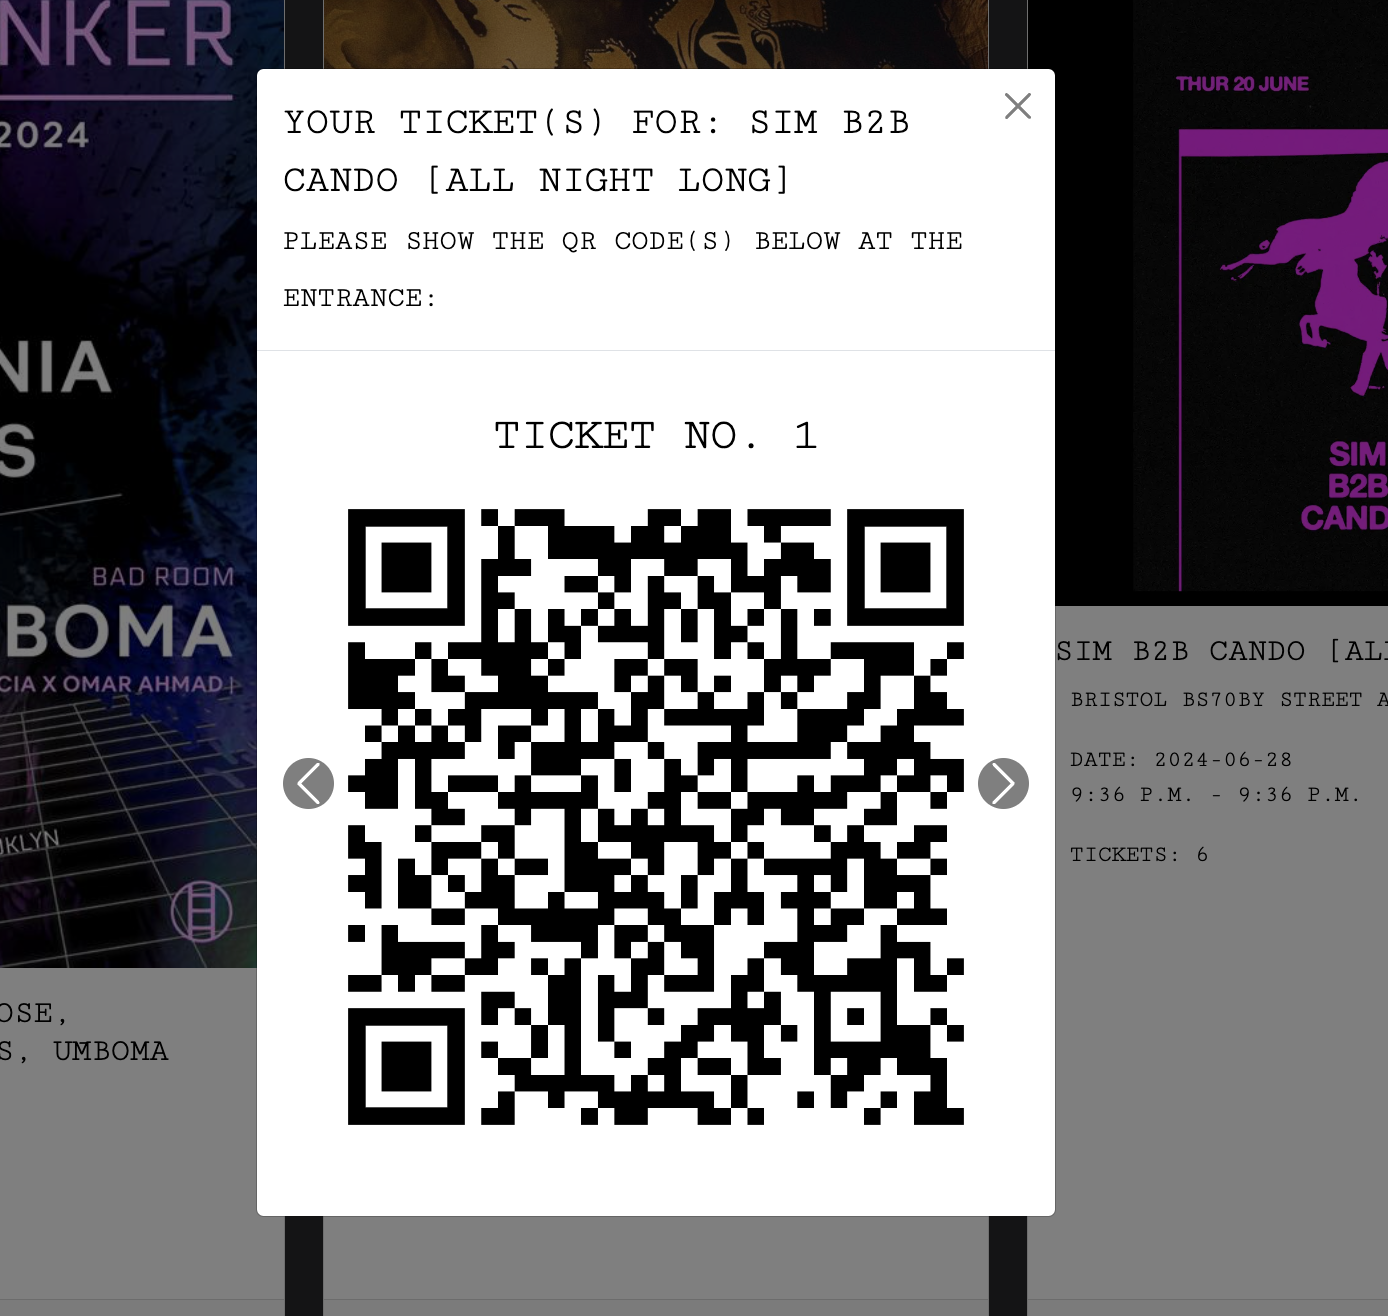 NKER
2024
NIA
S
BAD ROOM
BOMA
CIA X OMAR AHMAD
KLYN
OSE,
S, UMBOMA
YOUR TICKET(S) FOR: SIM B2B
CANDO [ALL NIGHT LONG]
PLEASE SHOW THE QR CODE(S) BELOW AT THE
ENTRANCE:
TICKET NO. 1
THUR 20 JUNE
SIM
B2B
CAND
SIM B2B CANDO [ALL
BRISTOL BS70BY STREET A
DATE: 2024-06-28
9:36 P.M. - 9:36 P.M.
TICKETS: 6